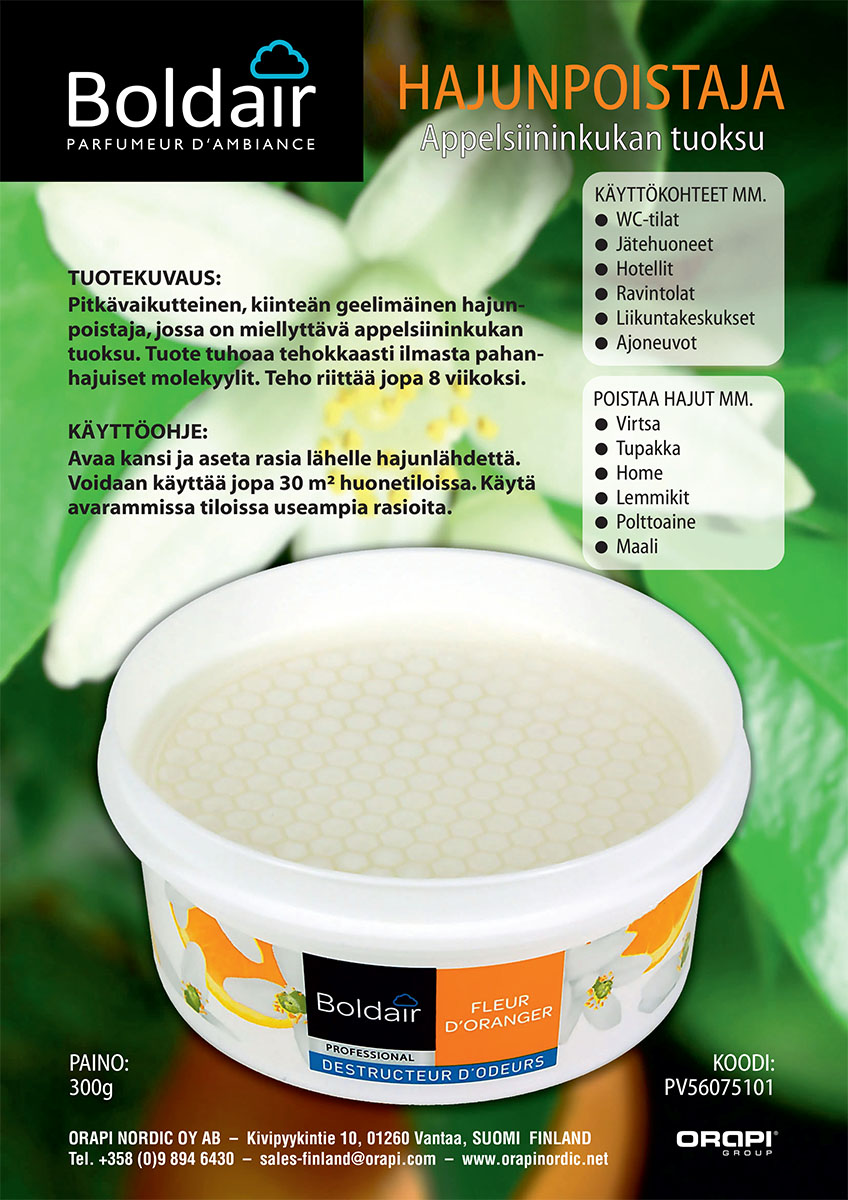 Boldair
PARFUMEUR D'AMBIANCE
HAJUNPOISTAJA
Appelsiininkukan tuoksu
KÄYTTÖKOHTEET MM.
● WC-tilat
● Jätehuoneet
● Hotellit
● Ravintolat
● Liikuntakeskukset
● Ajoneuvot
TUOTEKUVAUS:
Pitkävaikutteinen, kiinteän geelimäinen hajun-
poistaja, jossa on miellyttävä appelsiininkukan
tuoksu. Tuote tuhoaa tehokkaasti ilmasta pahan-
hajuiset molekyylit. Teho riittää jopa 8 viikoksi.
POISTAA HAJUT MM.
● Virtsa
● Tupakka
● Home
● Lemmikit
● Polttoaine
● Maali
KÄYTTÖOHJE:
Avaa kansi ja aseta rasia lähelle hajunlähdettä.
Voidaan käyttää jopa 30 m² huonetiloissa. Käytä
avarammissa tiloissa useampia rasioita.
Boldair
PROFESSIONAL
FLEUR
D'ORANGER
DESTRUCTEUR D'ODEURS
PAINO:
300g
KOODI:
PV56075101
ORAPI NORDIC OY AB – Kivipyykintie 10, 01260 Vantaa, SUOMI FINLAND
Tel. +358 (0)9 894 6430 – sales-finland@orapi.com – www.orapinordic.net
ORAPI®
GROUP